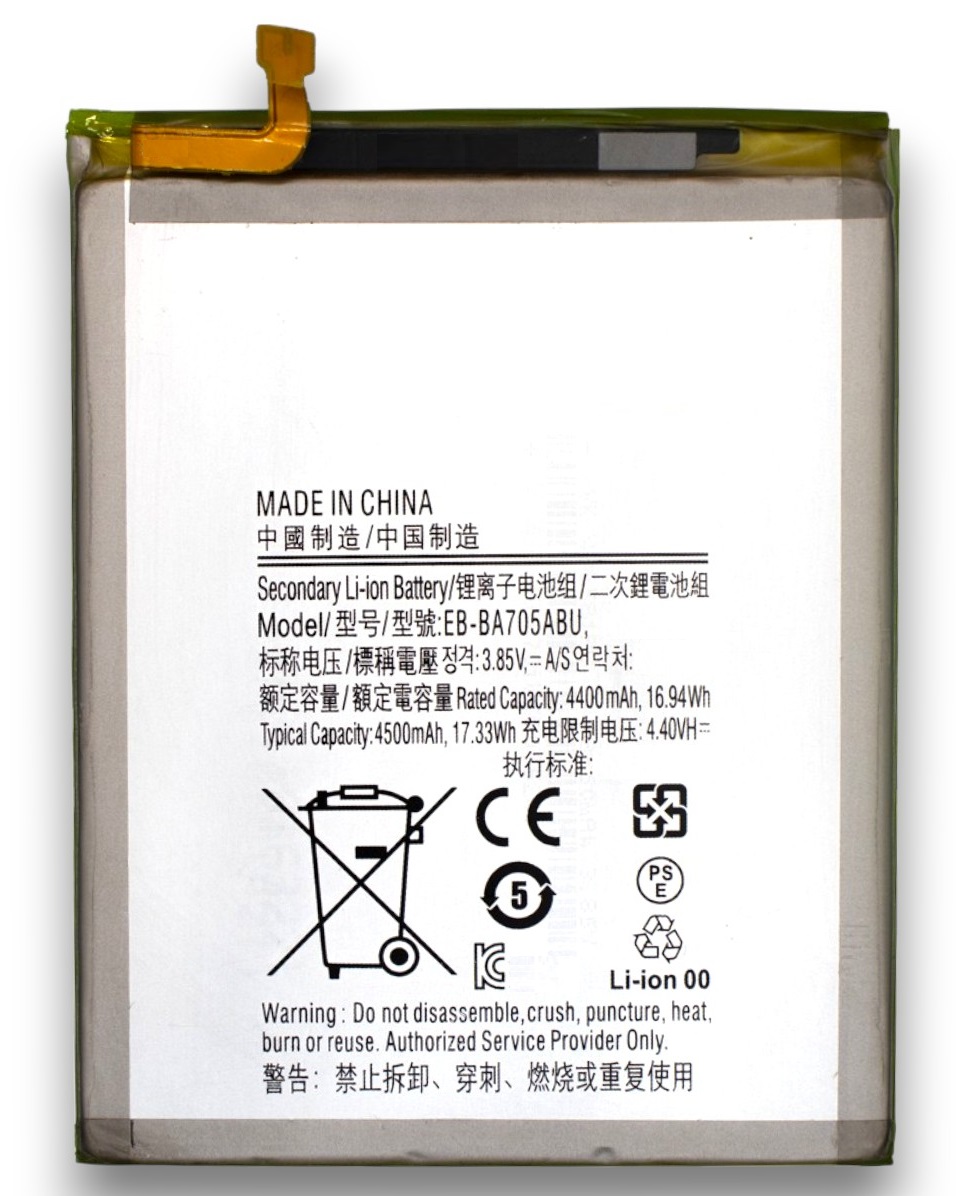 MADE IN CHINA
中國制造/中国制造
Secondary Li-ion Battery/锂离子电池组/二次鋰電池組
Model/型号/型號:EB-BA705ABU,
标称电压/標稱電壓정격:3.85V,⎓A/S연락처:
额定容量/額定電容量 Rated Capacity: 4400mAh, 16.94Wh
Typical Capacity:4500mAh, 17.33Wh 充电限制电压: 4.40VH⎓
执行标准:
CE
PS
E
5
Li-ion 00
Warning : Do not disassemble,crush, puncture, heat,
burn or reuse. Authorized Service Provider Only.
警告：禁止拆卸、穿刺、燃烧或重复使用